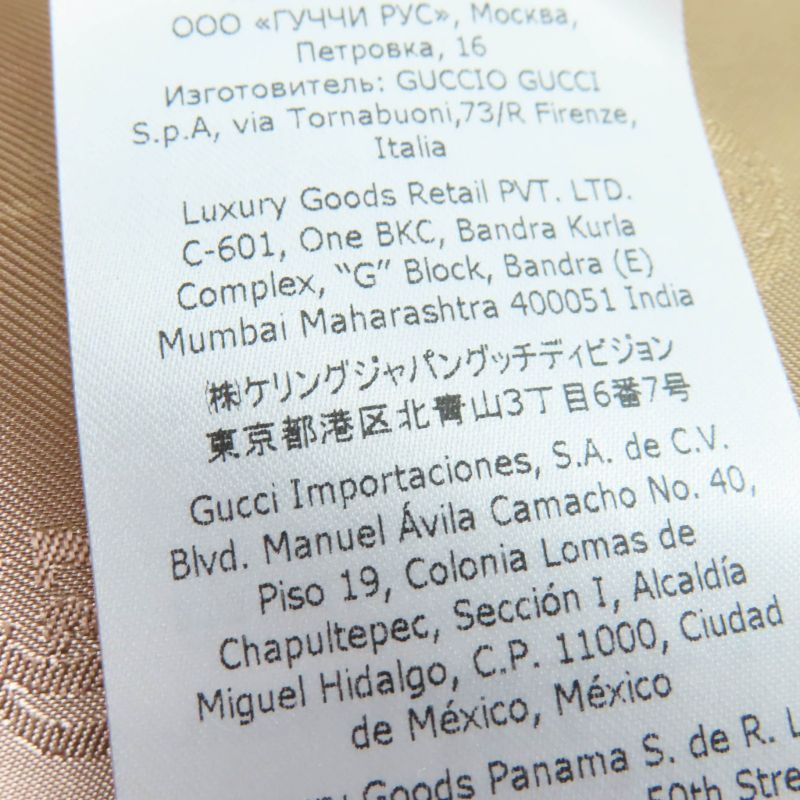 ООО «ГУЧЧИ РУС», Москва,
Петровка, 16
Изготовитель: GUCCIO GUCCI
S.p.A, via Tornabuoni,73/R Firenze,
Italia
Luxury Goods Retail PVT. LTD.
C-601, One BKC, Bandra Kurla
Complex, “G” Block, Bandra (E)
Mumbai Maharashtra 400051 India
㈱ケリングジャパングッチディビジョン
東京都港区北青山3丁目6番7号
Gucci Importaciones, S.A. de C.V.
Blvd. Manuel Ávila Camacho No. 40,
Piso 19, Colonia Lomas de
Chapultepec, Sección I, Alcaldía
Miguel Hidalgo, C.P. 11000, Ciudad
de México, México
Goods Panama S. de R.
50th